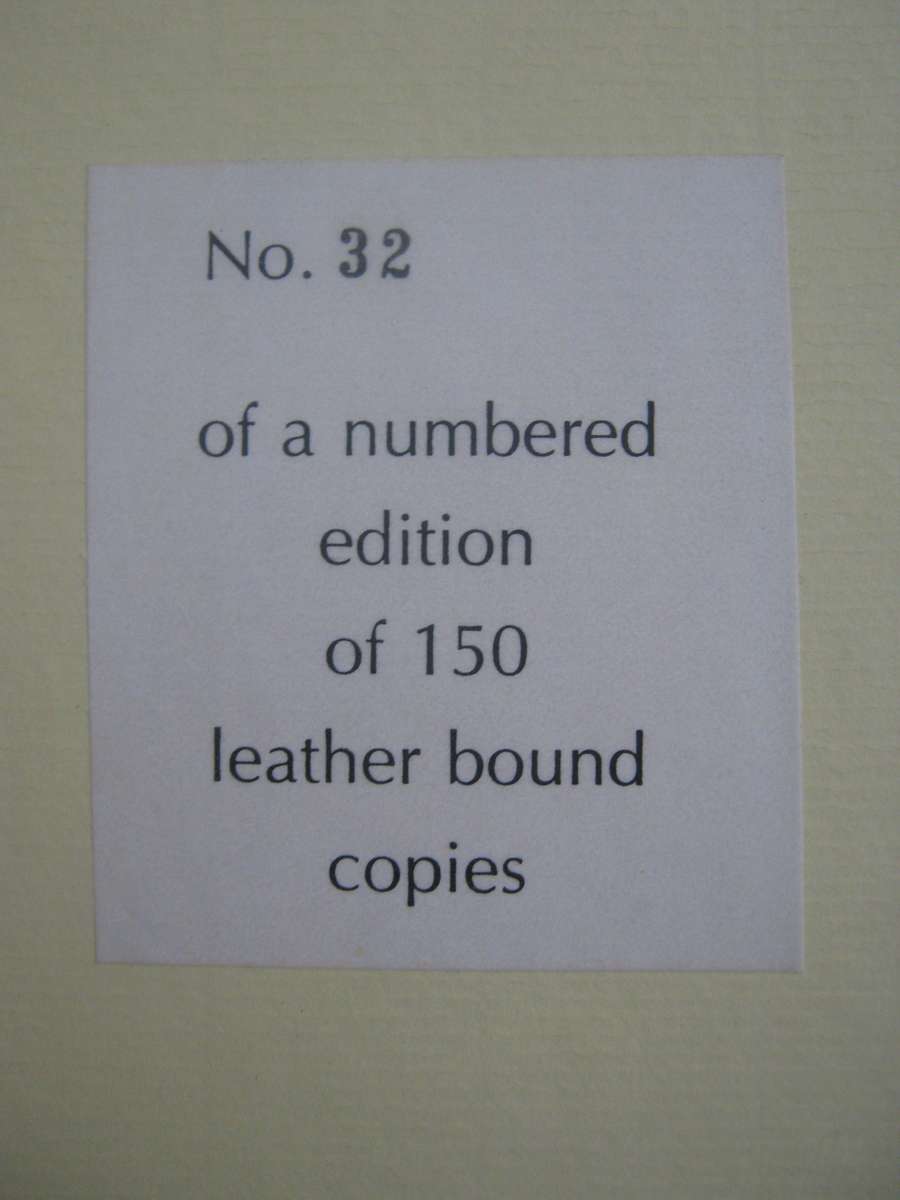 No. 32
of a numbered
edition
of 150
leather bound
copies